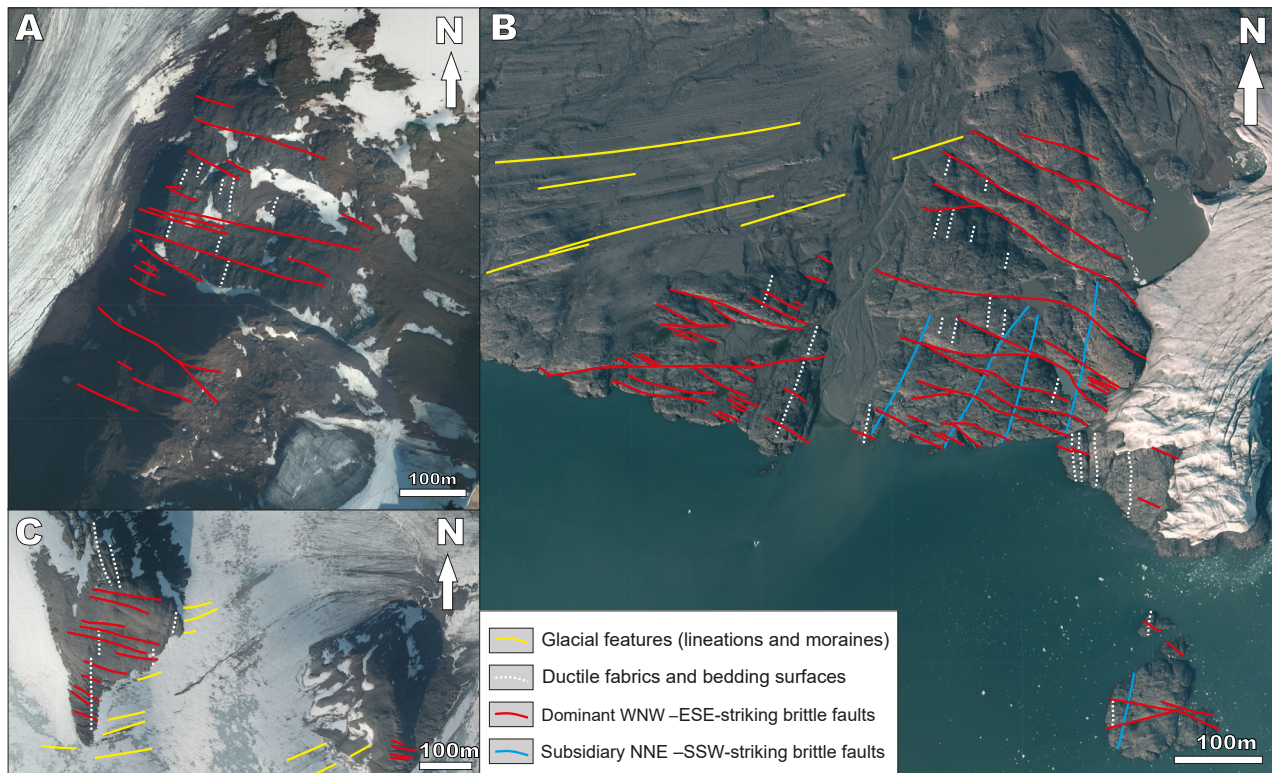 A
N
100m
B
N
C
N
100m
Glacial features (lineations and moraines)
Ductile fabrics and bedding surfaces
Dominant WNW –ESE-striking brittle faults
Subsidiary NNE –SSW-striking brittle faults
100m